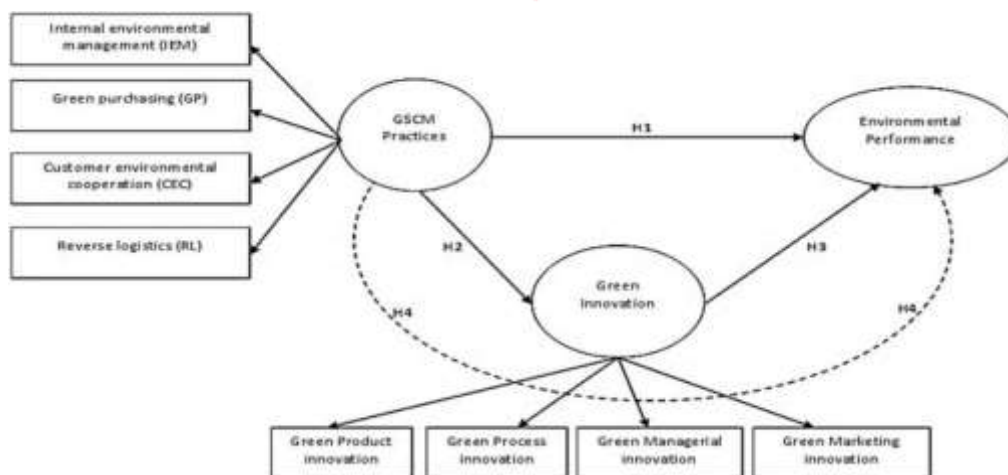 Internal environmental
management (IEM)
Green purchasing (GP)
Customer environmental
cooperation (CEC)
Reverse logistics (RL)
GSCM
Practices
H1
Environmental
Performance
H2
H3
Green
Innovation
H4
H4
Green Product
innovation
Green Process
innovation
Green Managerial
innovation
Green Marketing
innovation